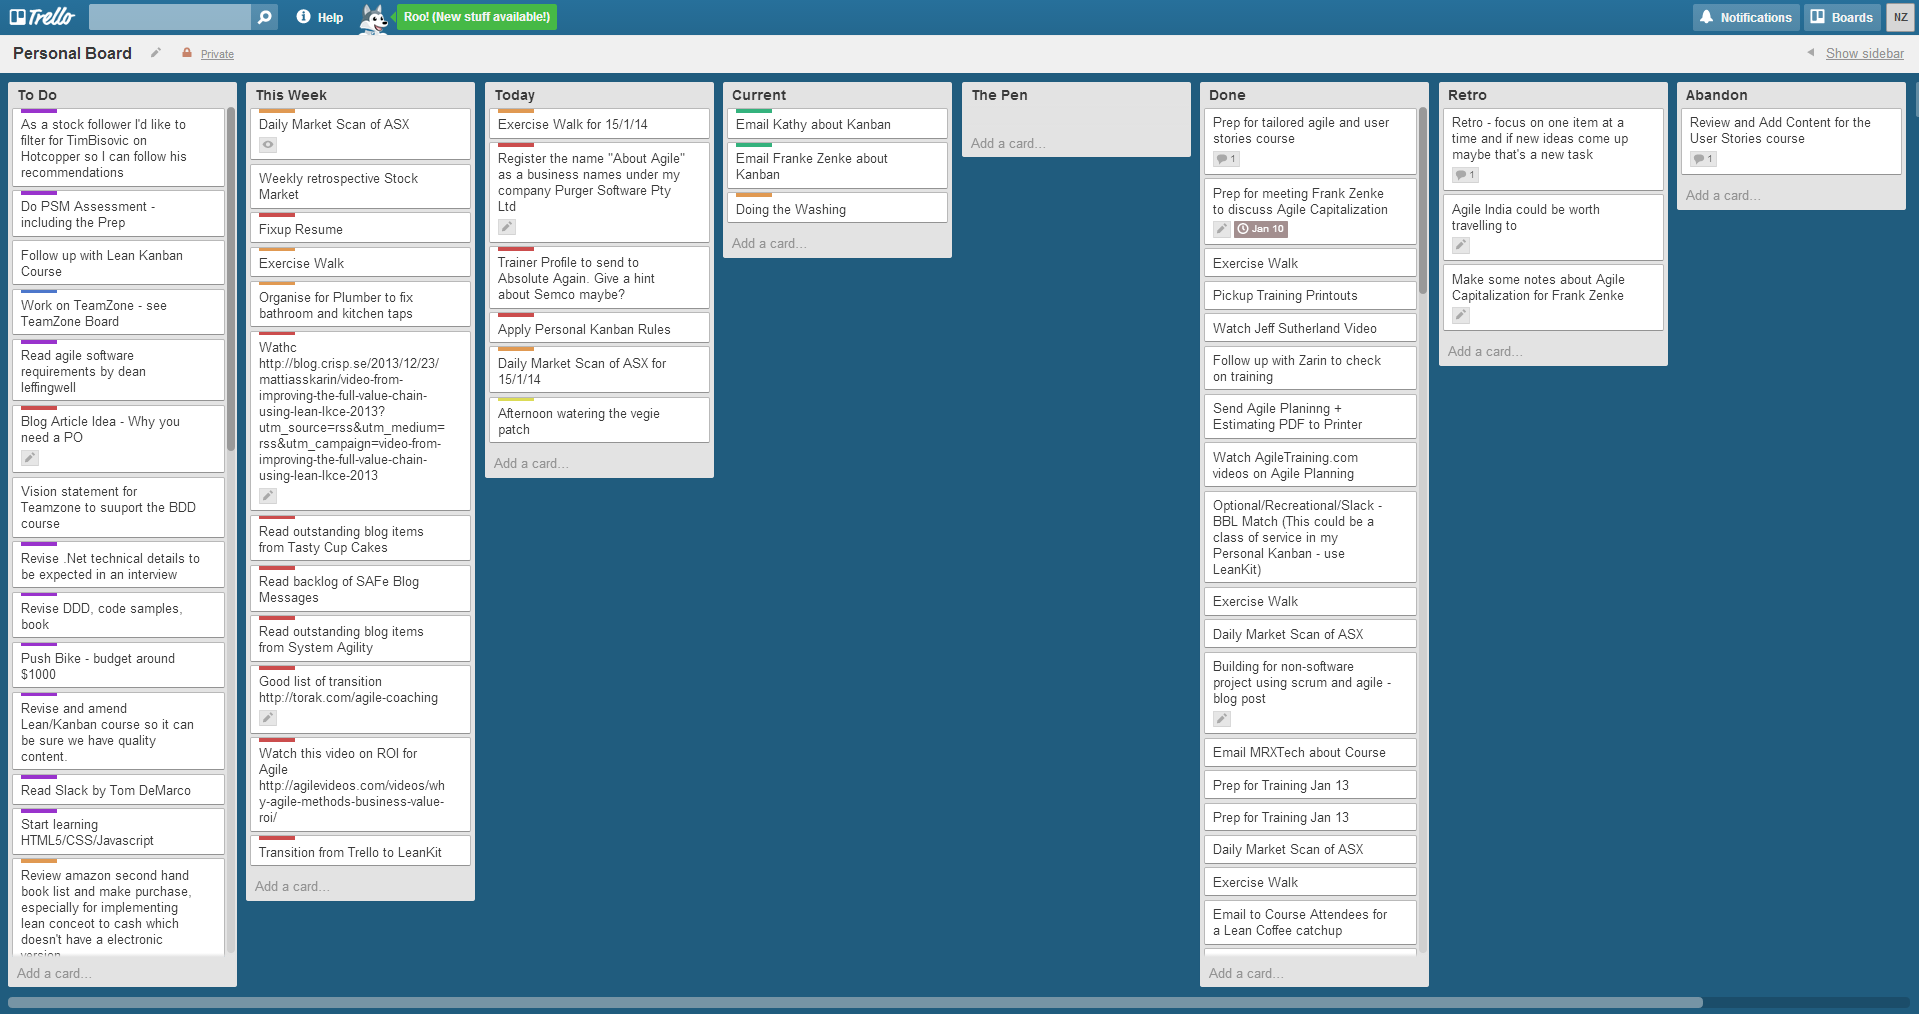 Trello
Help
Roo! (New stuff available!)
Notifications
Boards
NZ
Personal Board
Private
Show sidebar
To Do
As a stock follower I'd like to
filter for TimBisovic on
Hotcopper so I can follow his
recommendations
Do PSM Assessment -
including the Prep
Follow up with Lean Kanban
Course
Work on TeamZone - see
TeamZone Board
Read agile software
requirements by dean
leffingwell
Blog Article Idea - Why you
need a PO
Vision statement for
Teamzone to suuport the BDD
course
Revise .Net technical details to
be expected in an interview
Revise DDD, code samples,
book
Push Bike - budget around
$1000
Revise and amend
Lean/Kanban course so it can
be sure we have quality
content.
Read Slack by Tom DeMarco
Start learning
HTML5/CSS/Javascript
Review amazon second hand
book list and make purchase,
especially for implementing
lean conceot to cash which
doesn't have a electronic
version
Add a card...
This Week
Daily Market Scan of ASX
Weekly retrospective Stock
Market
Fixup Resume
Exercise Walk
Organise for Plumber to fix
bathroom and kitchen taps
Wathc
http://blog.crisp.se/2013/12/23/
mattiasskarin/video-from-
improving-the-full-value-chain-
using-lean-lkce-2013?
utm_source=rss&utm_medium=
rss&utm_campaign=video-from-
improving-the-full-value-chain-
using-lean-lkce-2013
Read outstanding blog items
from Tasty Cup Cakes
Read backlog of SAFe Blog
Messages
Read outstanding blog items
from System Agility
Good list of transition
http://torak.com/agile-coaching
Watch this video on ROI for
Agile
http://agilevideos.com/videos/wh
y-agile-methods-business-value-
roi/
Transition from Trello to LeanKit
Add a card...
Today
Exercise Walk for 15/1/14
Register the name "About Agile"
as a business names under my
company Purger Software Pty
Ltd
Trainer Profile to send to
Absolute Again. Give a hint
about Semco maybe?
Apply Personal Kanban Rules
Daily Market Scan of ASX for
15/1/14
Afternoon watering the vegie
patch
Add a card...
Current
Email Kathy about Kanban
Email Franke Zenke about
Kanban
Doing the Washing
Add a card...
The Pen
Add a card...
Done
Prep for tailored agile and user
stories course
1
Prep for meeting Frank Zenke
to discuss Agile Capitalization
Jan 10
Exercise Walk
Pickup Training Printouts
Watch Jeff Sutherland Video
Follow up with Zarin to check
on training
Send Agile Planinng +
Estimating PDF to Printer
Watch AgileTraining.com
videos on Agile Planning
Optional/Recreational/Slack -
BBL Match (This could be a
class of service in my
Personal Kanban - use
LeanKit)
Exercise Walk
Daily Market Scan of ASX
Building for non-software
project using scrum and agile -
blog post
Email MRXTech about Course
Prep for Training Jan 13
Prep for Training Jan 13
Daily Market Scan of ASX
Exercise Walk
Email to Course Attendees for
a Lean Coffee catchup
Add a card...
Retro
Retro - focus on one item at a
time and if new ideas come up
maybe that's a new task
1
Agile India could be worth
travelling to
Make some notes about Agile
Capitalization for Frank Zenke
Add a card...
Abandon
Review and Add Content for the
User Stories course
1
Add a card...